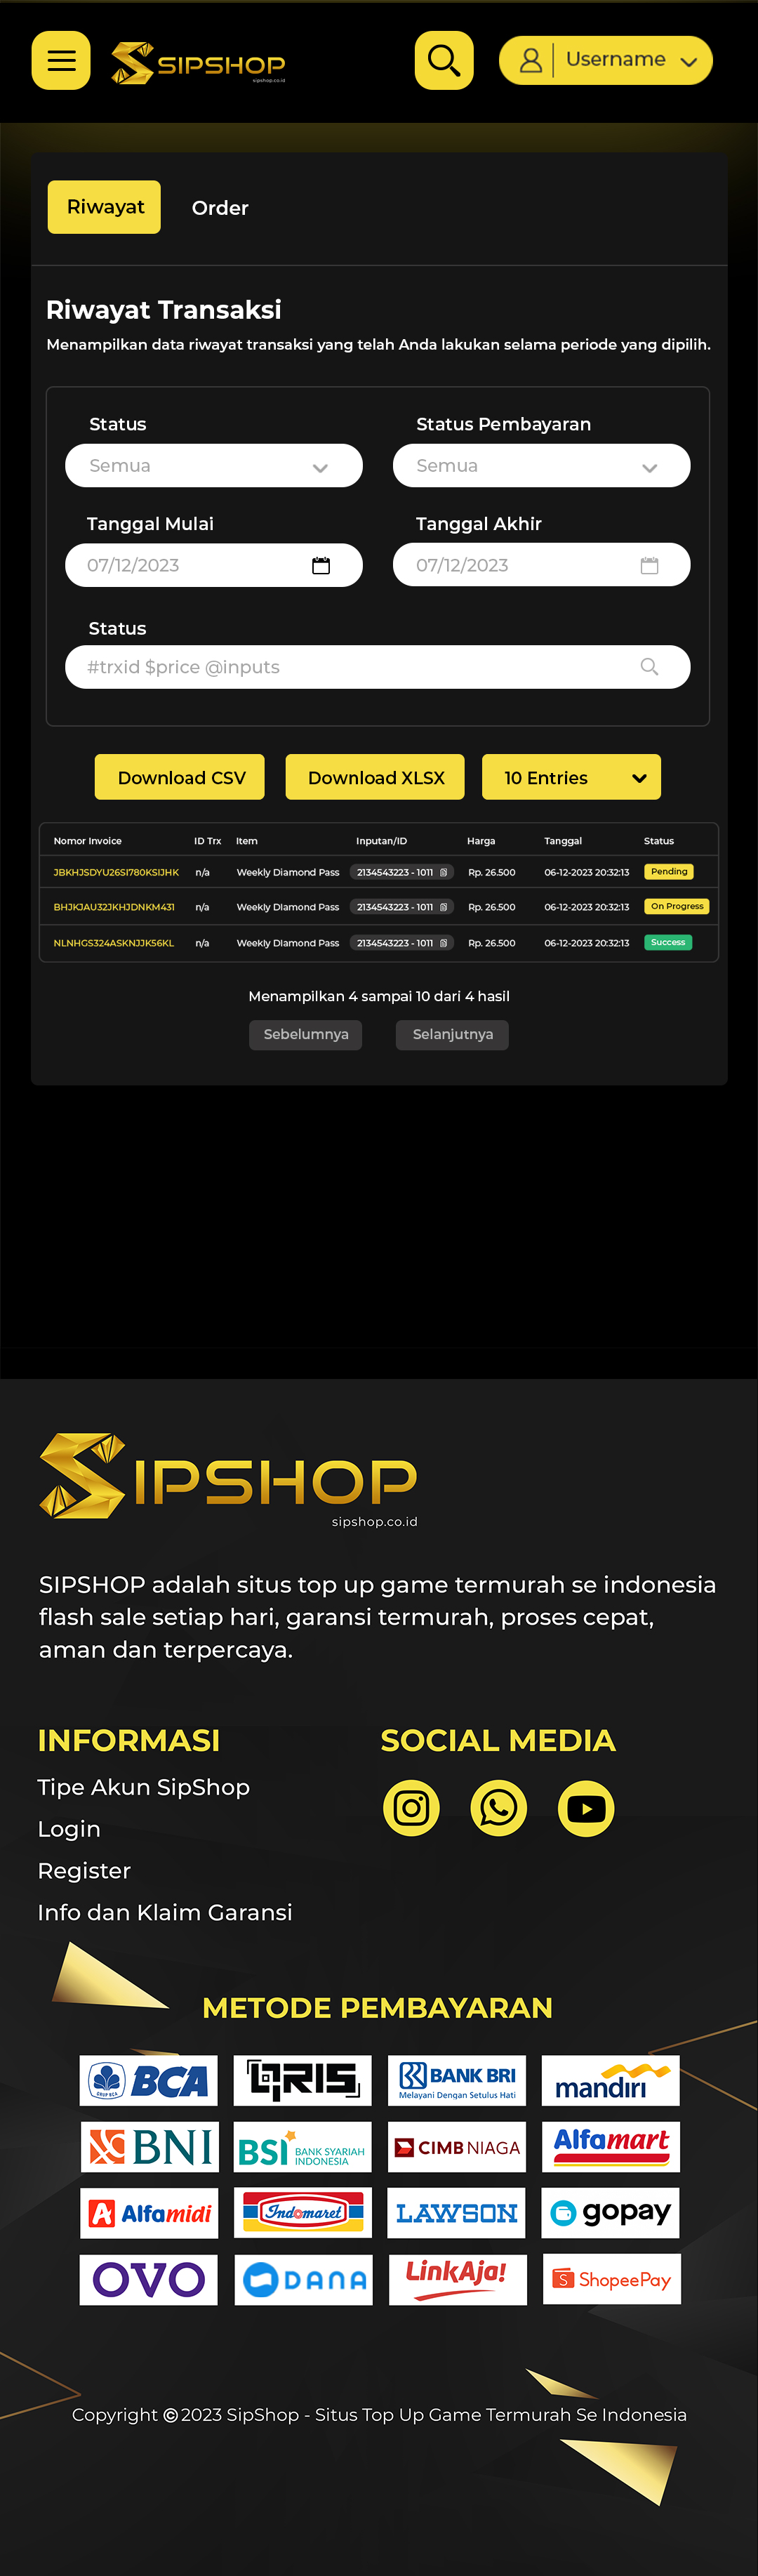 SIPSHOP
sipshop.co.id
Username
Riwayat
Order
Riwayat Transaksi
Menampilkan data riwayat transaksi yang telah Anda lakukan selama periode yang dipilih.
Status
Status Pembayaran
Semua
Semua
Tanggal Mulai
Tanggal Akhir
07/12/2023
07/12/2023
Status
#trxid $price @inputs
Download CSV
Download XLSX
10 Entries
Nomor Invoice ID Trx Item Inputan/ID Harga Tanggal Status
JBKHJSDYU26SI780KSIJHK n/a Weekly Diamond Pass 2134543223 - 1011 Rp. 26.500 06-12-2023 20:32:13 Pending
BHJKJAU32JKHJDNKM431 n/a Weekly DIamond Pass 2134543223 - 1011 Rp. 26.500 06-12-2023 20:32:13 On Progress
NLNHGS324ASKNJJK56KL n/a Weekly DIamond Pass 2134543223 - 1011 Rp. 26.500 06-12-2023 20:32:13 Success
Menampilkan 4 sampai 10 dari 4 hasil
Sebelumnya
Selanjutnya
SIPSHOP
sipshop.co.id
SIPSHOP adalah situs top up game termurah se indonesia
flash sale setiap hari, garansi termurah, proses cepat,
aman dan terpercaya.
INFORMASI
Tipe Akun SipShop
Login
Register
Info dan Klaim Garansi
SOCIAL MEDIA
METODE PEMBAYARAN
GRUP BCA BCA
QRIS
BANK BRI
Melayani Dengan Setulus Hati
mandiri
BNI
BSI BANK SYARIAH
INDONESIA
CIMB NIAGA
Alfamart
Alfamidi
Indomaret
LAWSON
gopay
OVO
DANA
LinkAja!
ShopeePay
Copyright © 2023 SipShop - Situs Top Up Game Termurah Se Indonesia